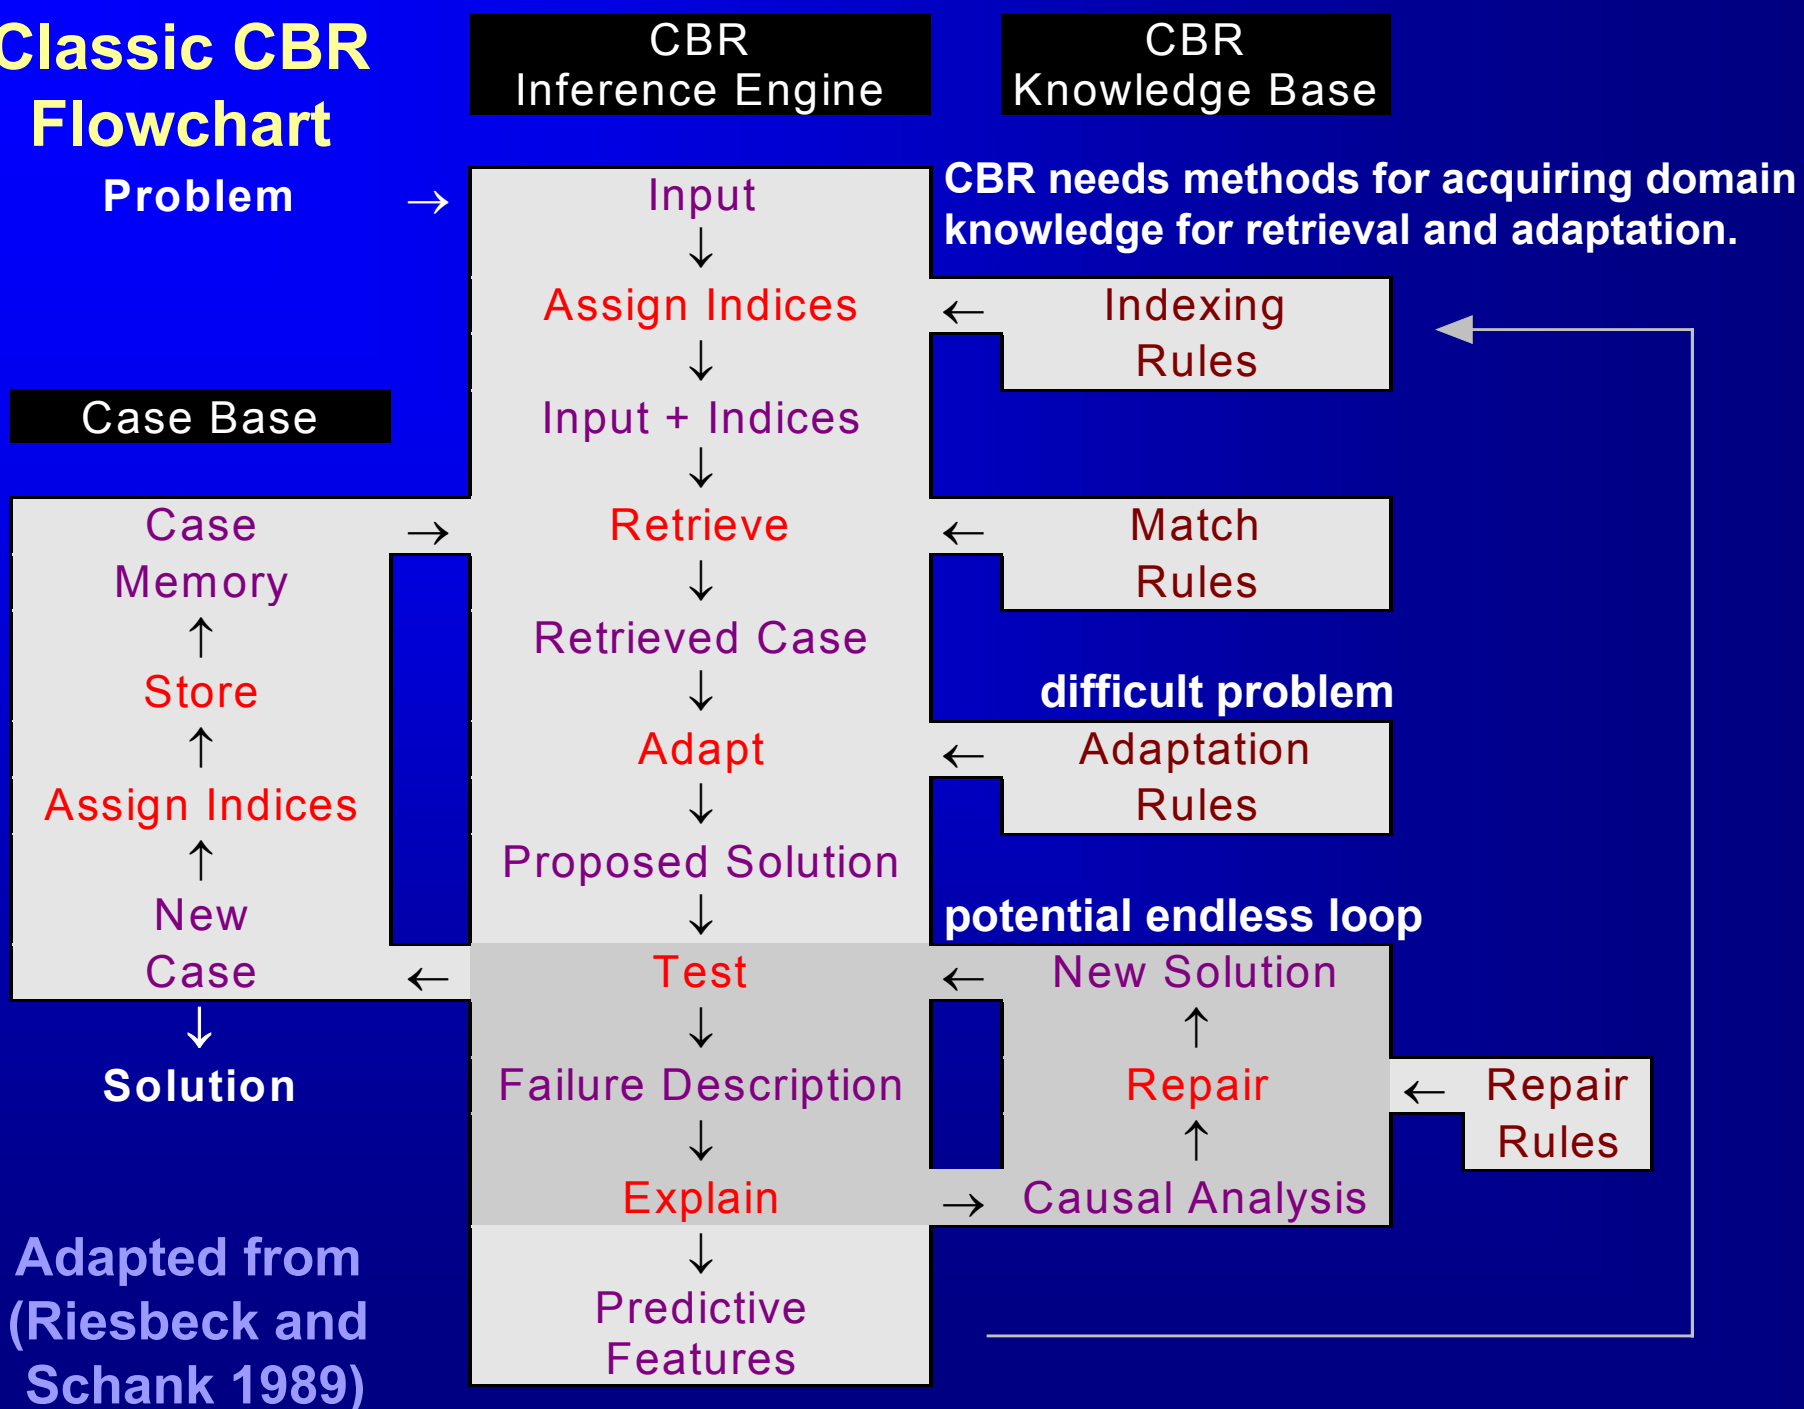 Classic CBR
Flowchart
CBR
Inference Engine
CBR
Knowledge Base
Problem
→
Input
CBR needs methods for acquiring domain
knowledge for retrieval and adaptation.
↓
Assign Indices
←
Indexing
Rules
↓
Case Base
Input + Indices
↓
Case
Memory
→
Retrieve
←
Match
Rules
↑
↓
Retrieved Case
Store
↓
difficult problem
↑
Adapt
←
Adaptation
Rules
Assign Indices
↓
↑
Proposed Solution
New
Case
↓
potential endless loop
←
Test
←
New Solution
↓
↓
↑
Solution
Failure Description
Repair
←
Repair
Rules
↓
↑
Explain
→
Causal Analysis
↓
Predictive
Features
Adapted from
(Riesbeck and
Schank 1989)